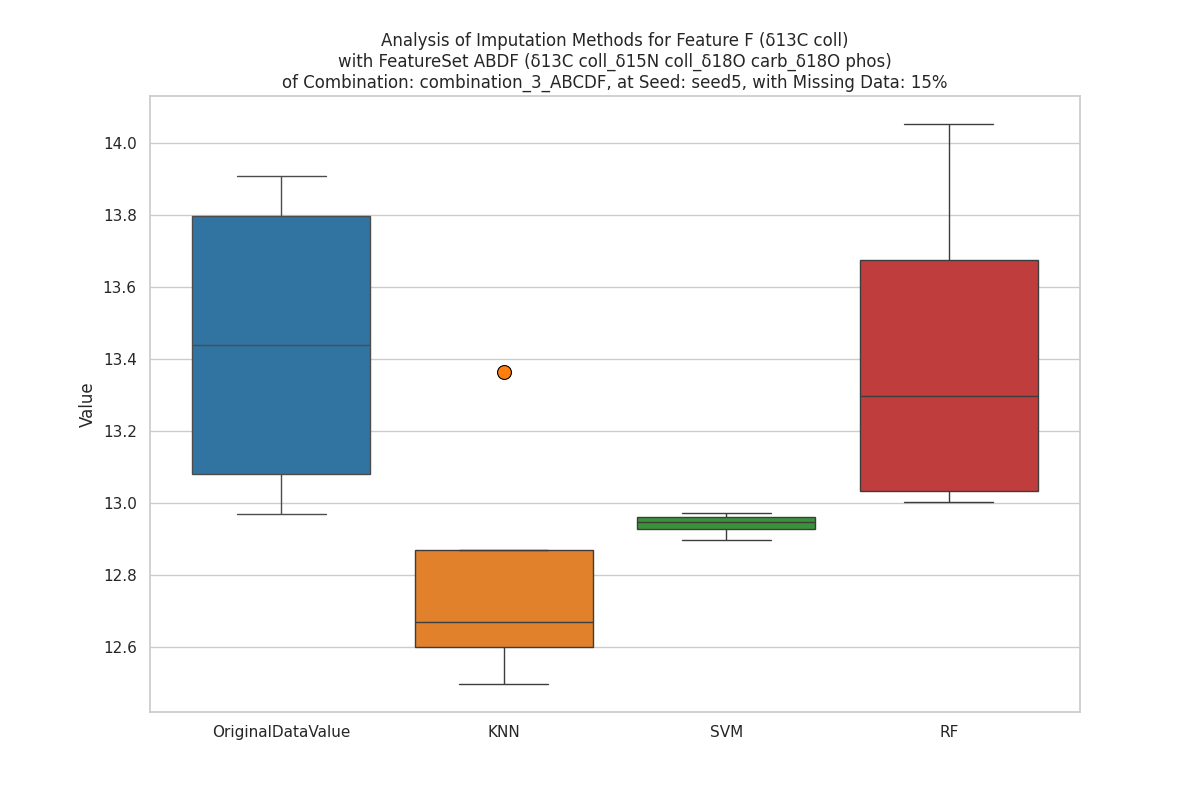 Analysis of Imputation Methods for Feature F (δ13C coll)
with FeatureSet ABDF (δ13C coll_δ15N coll_δ18O carb_δ18O phos)
of Combination: combination_3_ABCDF, at Seed: seed5, with Missing Data: 15%
14.0
13.8
13.6
13.4
13.2
13.0
12.8
12.6
Value
OriginalDataValue
KNN
SVM
RF